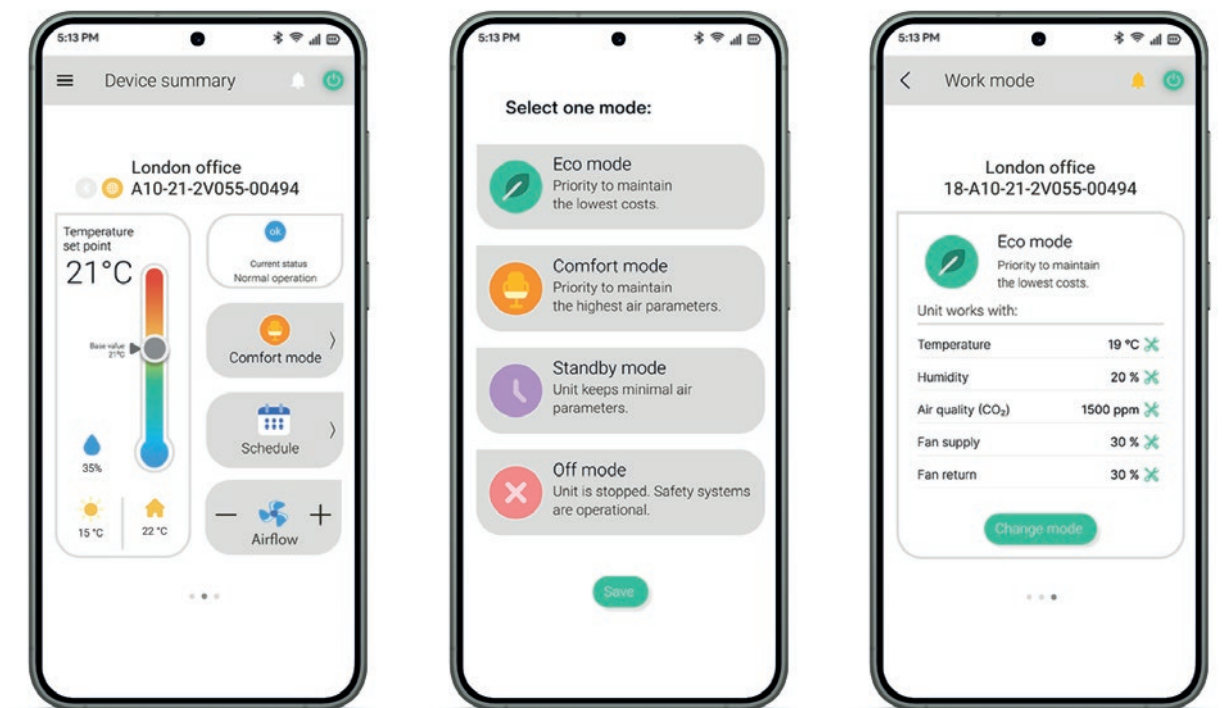 5:13 PM
Device summary
London office
A10-21-2V055-00494
Temperature
set point
21°C
Base value
21°C
35%
15 °C
22 °C
ok
Current status
Normal operation
Comfort mode
Schedule
Airflow
5:13 PM
Select one mode:
Eco mode
Priority to maintain
the lowest costs.
Comfort mode
Priority to maintain
the highest air parameters.
Standby mode
Unit keeps minimal air
parameters.
Off mode
Unit is stopped. Safety systems
are operational.
Save
5:13 PM
Work mode
London office
18-A10-21-2V055-00494
Eco mode
Priority to maintain
the lowest costs.
Unit works with:
Temperature 19 °C
Humidity 20 %
Air quality (CO₂) 1500 ppm
Fan supply 30 %
Fan return 30 %
Change mode